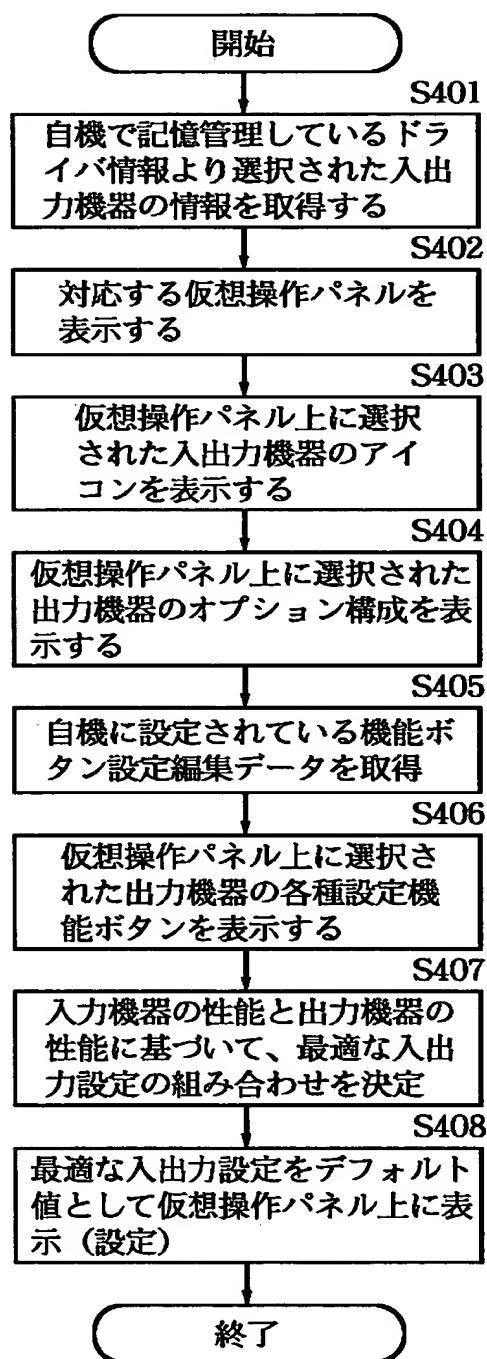 開始
S401
自機で記憶管理しているドラ
イバ情報より選択された入出
力機器の情報を取得する
S402
対応する仮想操作パネルを
表示する
S403
仮想操作パネル上に選択
された入出力機器のアイ
コンを表示する
S404
仮想操作パネル上に選択された
出力機器のオプション構成を表
示する
S405
自機に設定されている機能ボ
タン設定編集データを取得
S406
仮想操作パネル上に選択さ
れた出力機器の各種設定機
能ボタンを表示する
S407
入力機器の性能と出力機器の
性能に基づいて、最適な入出
力設定の組み合わせを決定
S408
最適な入出力設定をデフォルト
値として仮想操作パネル上に表
示（設定）
終了